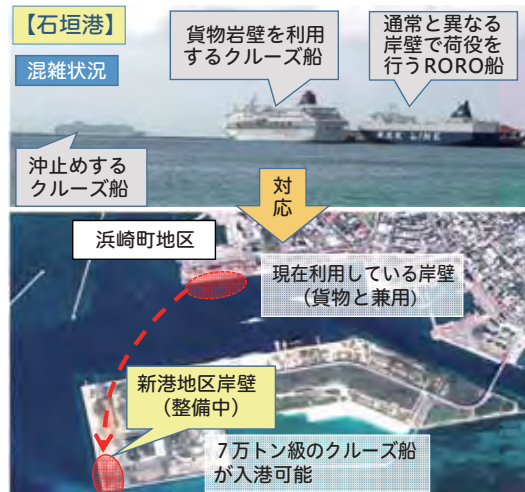 【石垣港】
混雑状況
貨物岩壁を利用
するクルーズ船
通常と異なる
岸壁で荷役を
行うRORO船
沖止めする
クルーズ船
対
応
浜崎町地区
現在利用している岸壁
(貨物と兼用)
新港地区岸壁
(整備中)
7万トン級のクルーズ船
が入港可能